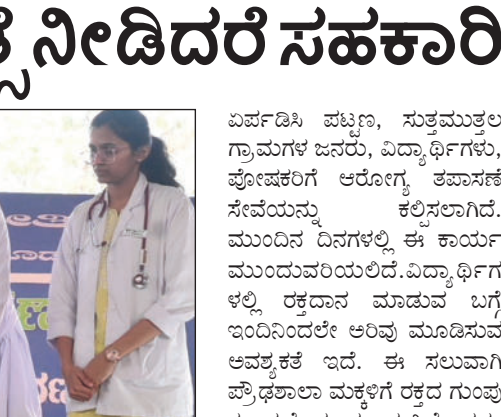 ನೀಡಿದರೆ ಸಹಕಾರಿ
ಏರ್ಪಡಿಸಿ ಪಟ್ಟಣ, ಸುತ್ತಮುತ್ತಲ
ಗ್ರಾಮಗಳ ಜನರು, ವಿದ್ಯಾರ್ಥಿಗಳು,
ಪೋಷಕರಿಗೆ ಆರೋಗ್ಯ ತಪಾಸಣೆ
ಸೇವೆಯನ್ನು ಕಲ್ಪಿಸಲಾಗಿದೆ.
ಮುಂದಿನ ದಿನಗಳಲ್ಲಿ ಈ ಕಾರ್ಯ
ಮುಂದುವರಿಯಲಿದೆ.ವಿದ್ಯಾರ್ಥಿಗ
ಳಲ್ಲಿ ರಕ್ತದಾನ ಮಾಡುವ ಬಗ್ಗೆ
ಇಂದಿನಿಂದಲೇ ಅರಿವು ಮೂಡಿಸುವ
ಅವಶ್ಯಕತೆ ಇದೆ. ಈ ಸಲುವಾಗಿ
ಪ್ರೌಢಶಾಲಾ ಮಕ್ಕಳಿಗೆ ರಕ್ತದ ಗುಂಪು